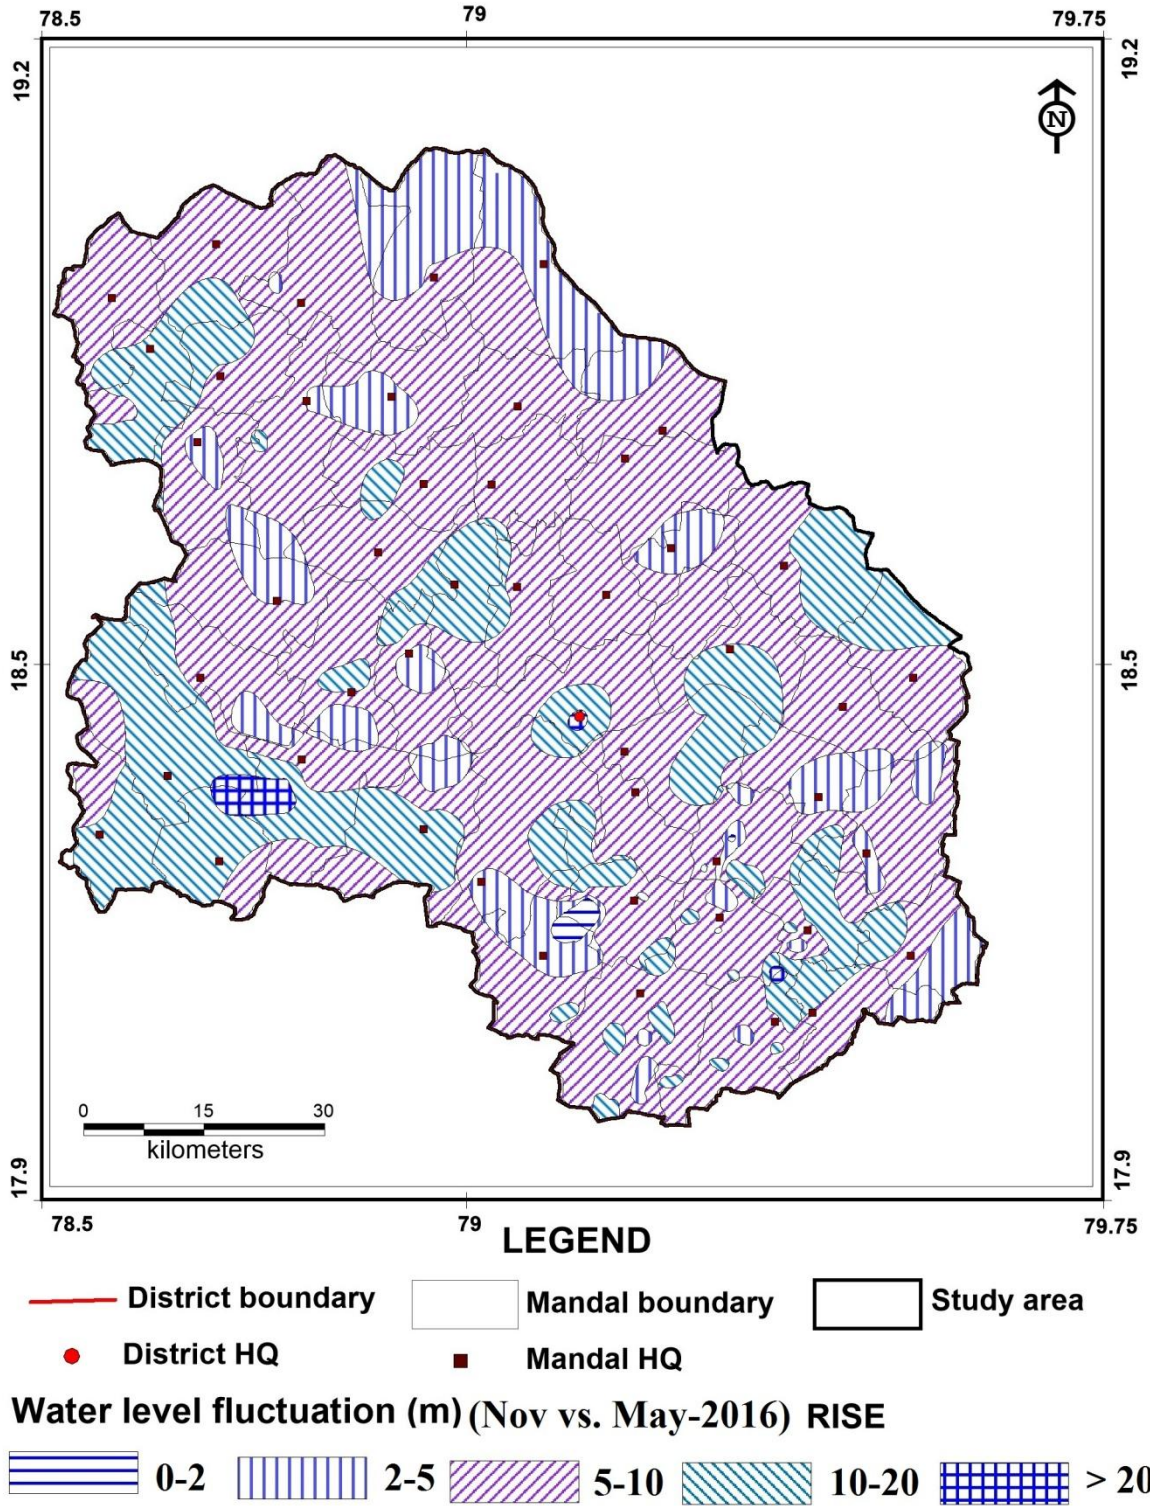 78.5 79 79.75
19.2 19.2
N
18.5 18.5
0 15 30
kilometers
17.9 17.9
78.5 79 79.75
LEGEND
District boundary Mandal boundary Study area
District HQ Mandal HQ
Water level fluctuation (m) (Nov vs. May-2016) RISE
0-2 2-5 5-10 10-20 > 20